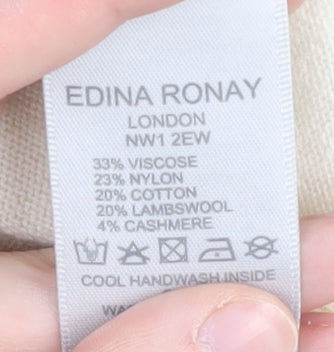 EDINA RONAY
LONDON
NW1 2EW
33% VISCOSE
23% NYLON
20% COTTON
20% LAMBSWOOL
4% CASHMERE
COOL HANDWASH INSIDE